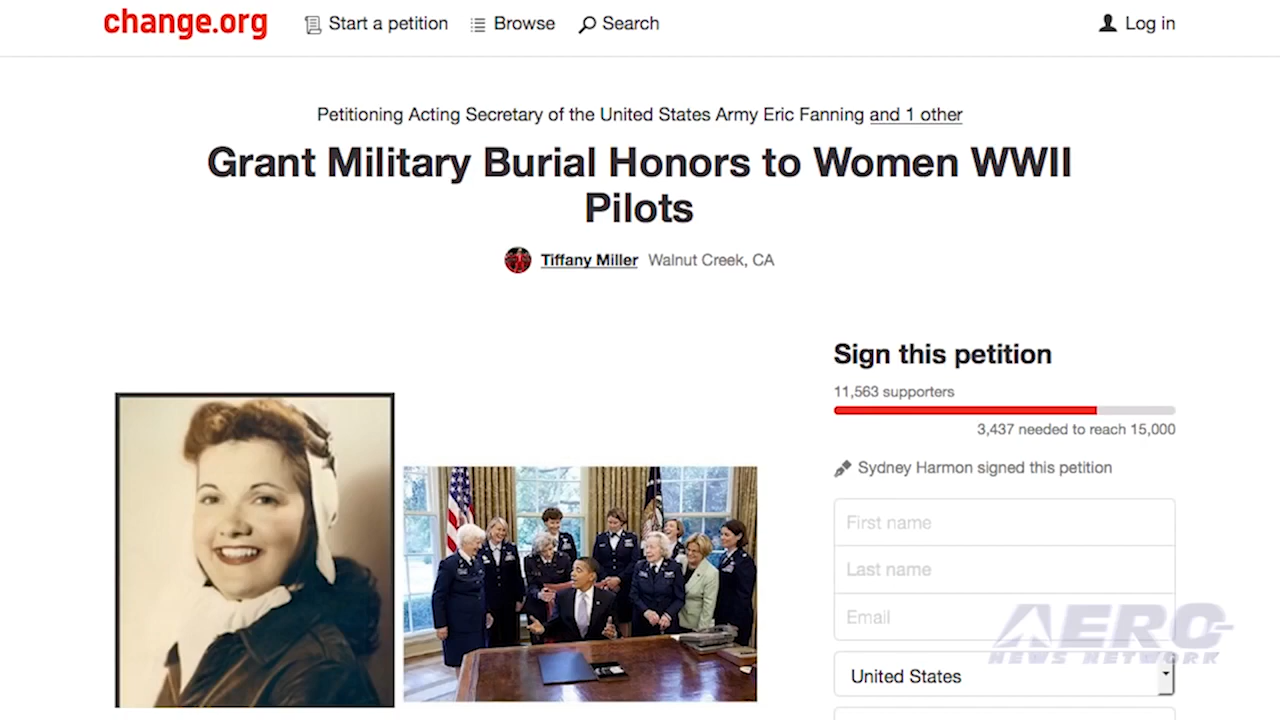 change.org
Start a petition
Browse
Search
Log in
Petitioning Acting Secretary of the United States Army Eric Fanning and 1 other
Grant Military Burial Honors to Women WWII
Pilots
Tiffany Miller Walnut Creek, CA
Sign this petition
11,563 supporters
3,437 needed to reach 15,000
Sydney Harmon signed this petition
First name
Last name
Email
United States
AERO
NEWS NETWORK